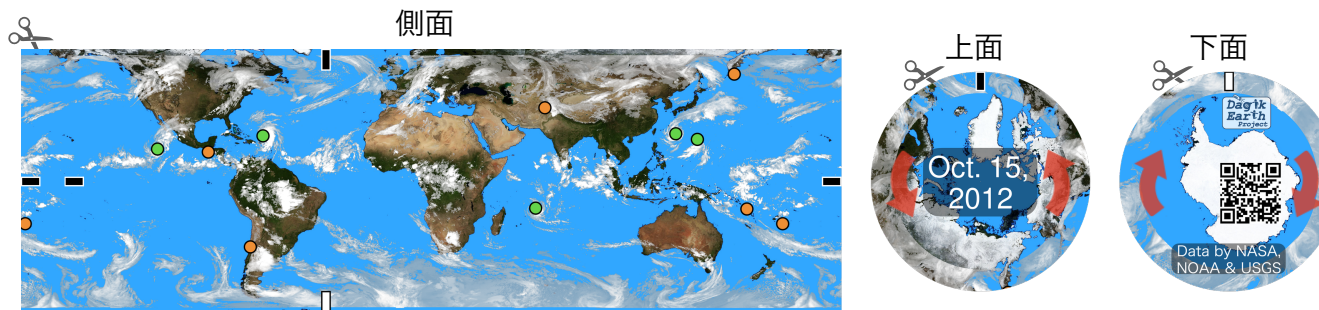 側面
上面
下面
Oct. 15,
2012
Dagik
Earth
Project
Data by NASA,
NOAA & USGS